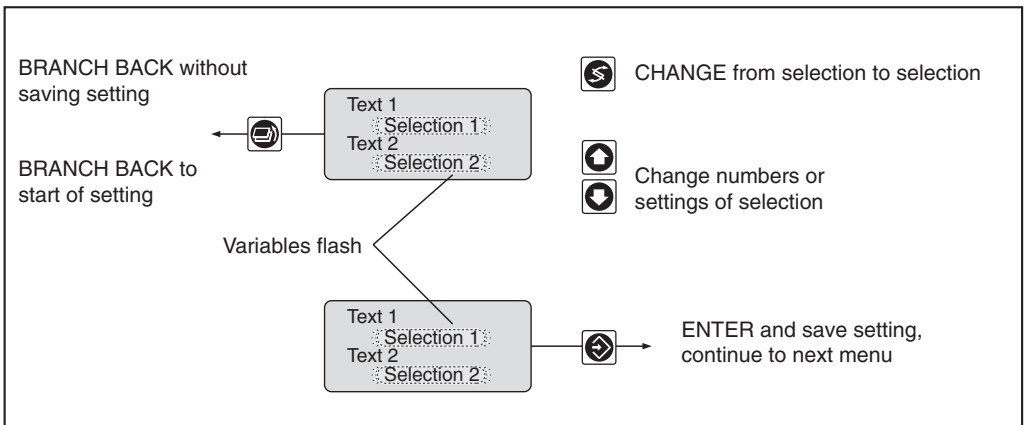 BRANCH BACK without
saving setting
BRANCH BACK to
start of setting
Text 1
Selection 1
Text 2
Selection 2
CHANGE from selection to selection
Change numbers or
settings of selection
Variables flash
Text 1
Selection 1
Text 2
Selection 2
ENTER and save setting,
continue to next menu